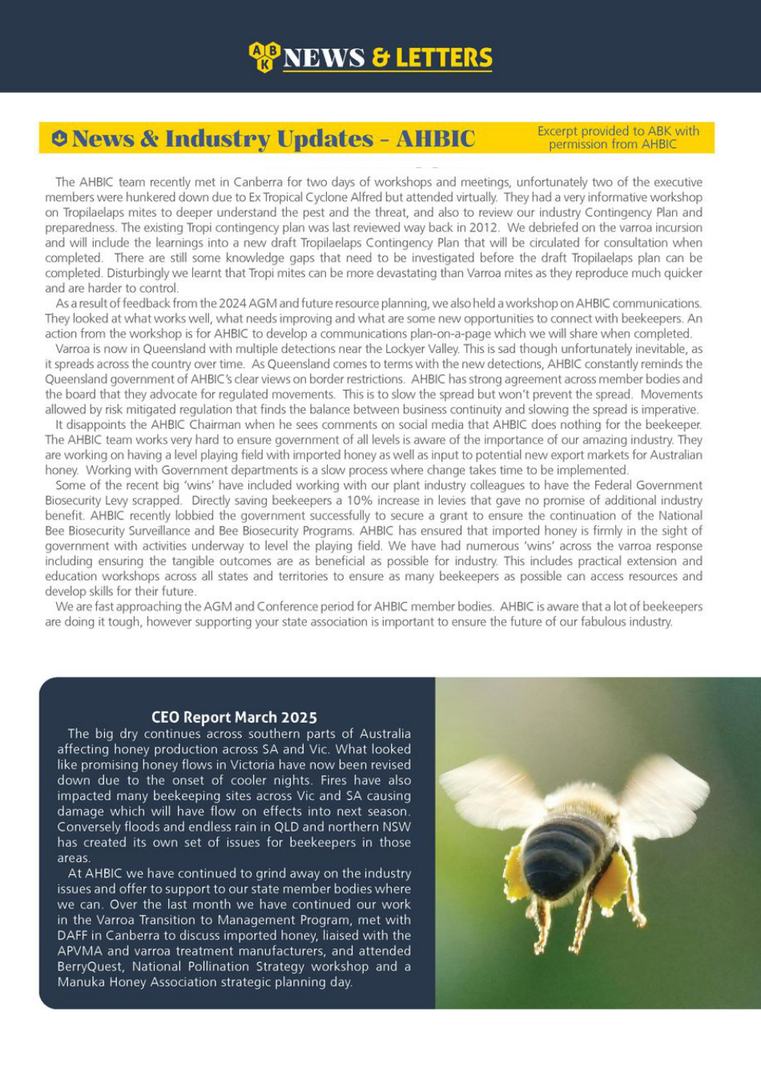 A B K NEWS & LETTERS
News & Industry Updates - AHBIC
Excerpt provided to ABK with
permission from AHBIC
The AHBIC team recently met in Canberra for two days of workshops and meetings, unfortunately two of the executive
members were hunkered down due to Ex Tropical Cyclone Alfred but attended virtually. They had a very informative workshop
on Tropilaelaps mites to deeper understand the pest and the threat, and also to review our industry Contingency Plan and
preparedness. The existing Tropi contingency plan was last reviewed way back in 2012. We debriefed on the varroa incursion
and will include the learnings into a new draft Tropilaelaps Contingency Plan that will be circulated for consultation when
completed. There are still some knowledge gaps that need to be investigated before the draft Tropilaelaps plan can be
completed. Disturbingly we learnt that Tropi mites can be more devastating than Varroa mites as they reproduce much quicker
and are harder to control.
As a result of feedback from the 2024 AGM and future resource planning, we also held a workshop on AHBIC communications.
They looked at what works well, what needs improving and what are some new opportunities to connect with beekeepers. An
action from the workshop is for AHBIC to develop a communications plan-on-a-page which we will share when completed.
Varroa is now in Queensland with multiple detections near the Lockyer Valley. This is sad though unfortunately inevitable, as
it spreads across the country over time. As Queensland comes to terms with the new detections, AHBIC constantly reminds the
Queensland government of AHBIC's clear views on border restrictions. AHBIC has strong agreement across member bodies and
the board that they advocate for regulated movements. This is to slow the spread but won't prevent the spread. Movements
allowed by risk mitigated regulation that finds the balance between business continuity and slowing the spread is imperative.
It disappoints the AHBIC Chairman when he sees comments on social media that AHBIC does nothing for the beekeeper.
The AHBIC team works very hard to ensure government of all levels is aware of the importance of our amazing industry. They
are working on having a level playing field with imported honey as well as input to potential new export markets for Australian
honey. Working with Government departments is a slow process where change takes time to be implemented.
Some of the recent big 'wins' have included working with our plant industry colleagues to have the Federal Government
Biosecurity Levy scrapped. Directly saving beekeepers a 10% increase in levies that gave no promise of additional industry
benefit. AHBIC recently lobbied the government successfully to secure a grant to ensure the continuation of the National
Bee Biosecurity Surveillance and Bee Biosecurity Programs. AHBIC has ensured that imported honey is firmly in the sight of
government with activities underway to level the playing field. We have had numerous 'wins' across the varroa response
including ensuring the tangible outcomes are as beneficial as possible for industry. This includes practical extension and
education workshops across all states and territories to ensure as many beekeepers as possible can access resources and
develop skills for their future.
We are fast approaching the AGM and Conference period for AHBIC member bodies. AHBIC is aware that a lot of beekeepers
are doing it tough, however supporting your state association is important to ensure the future of our fabulous industry.
CEO Report March 2025
The big dry continues across southern parts of Australia
affecting honey production across SA and Vic. What looked
like promising honey flows in Victoria have now been revised
down due to the onset of cooler nights. Fires have also
impacted many beekeeping sites across Vic and SA causing
damage which will have flow on effects into next season.
Conversely floods and endless rain in QLD and northern NSW
has created its own set of issues for beekeepers in those
areas.
At AHBIC we have continued to grind away on the industry
issues and offer to support to our state member bodies where
we can. Over the last month we have continued our work
in the Varroa Transition to Management Program, met with
DAFF in Canberra to discuss imported honey, liaised with the
APVMA and varroa treatment manufacturers, and attended
BerryQuest, National Pollination Strategy workshop and a
Manuka Honey Association strategic planning day.